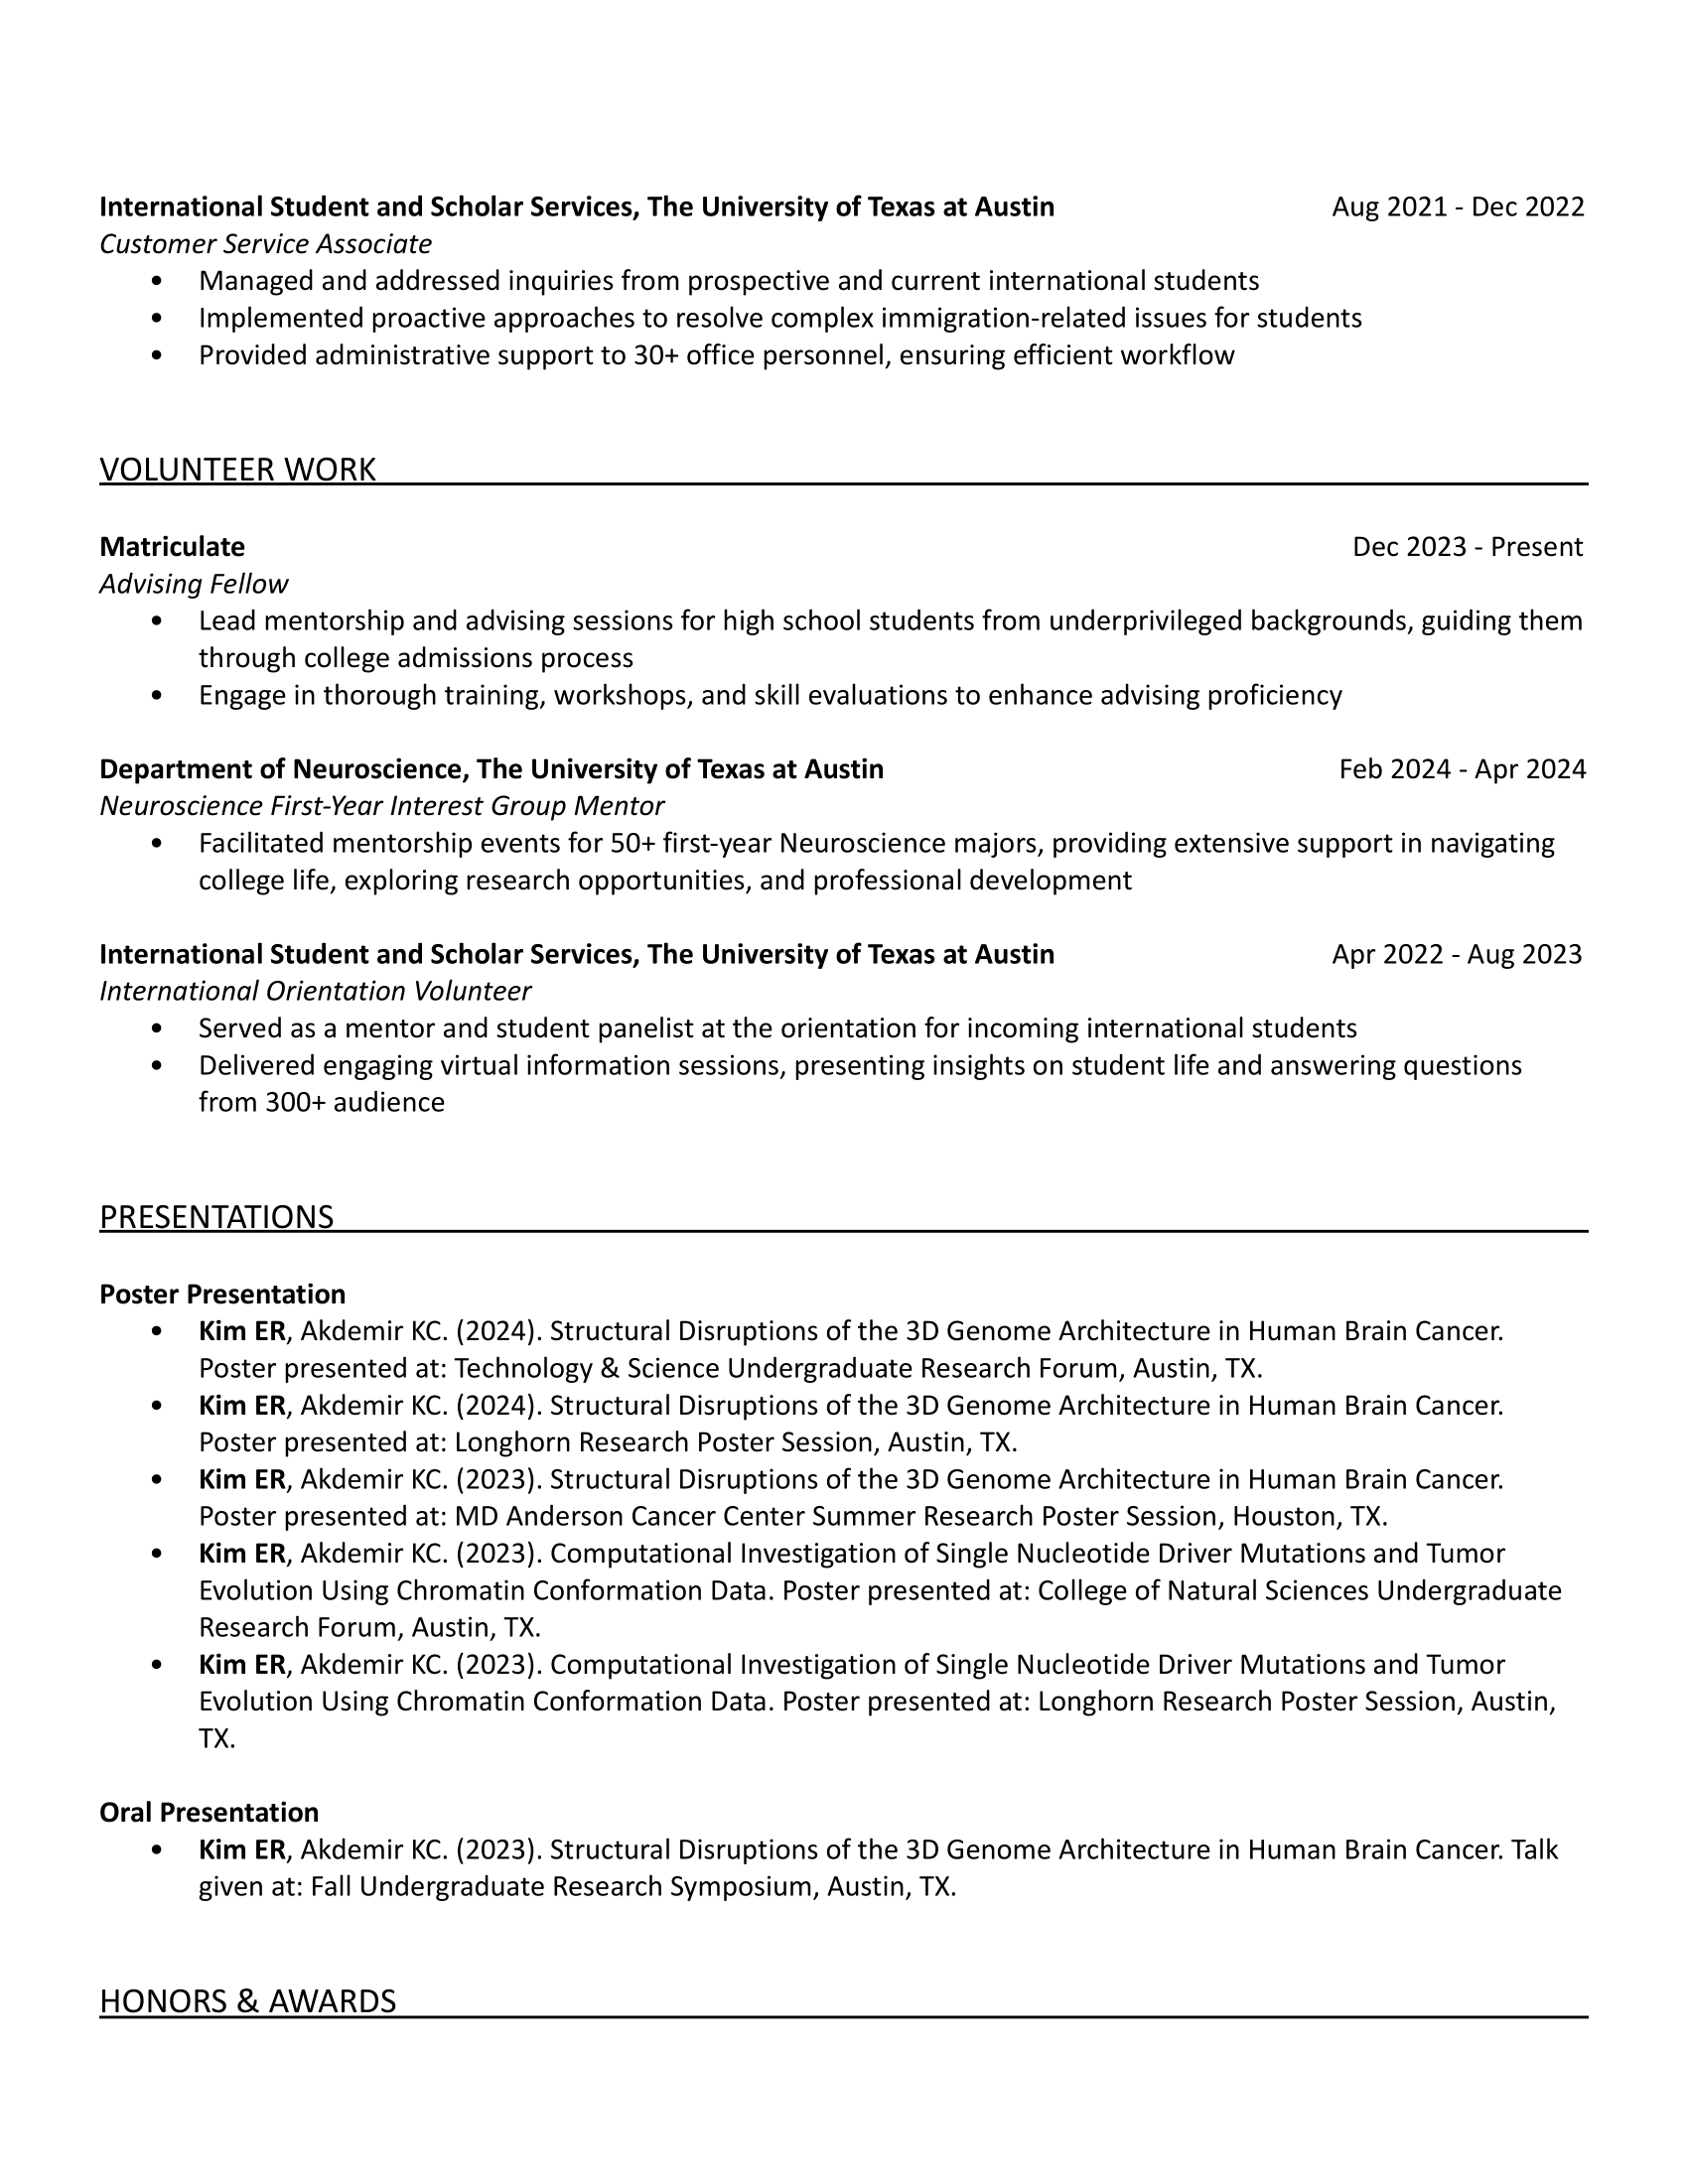 International Student and Scholar Services, The University of Texas at Austin Aug 2021 - Dec 2022
Customer Service Associate
• Managed and addressed inquiries from prospective and current international students
• Implemented proactive approaches to resolve complex immigration-related issues for students
• Provided administrative support to 30+ office personnel, ensuring efficient workflow
VOLUNTEER WORK
Matriculate Dec 2023 - Present
Advising Fellow
• Lead mentorship and advising sessions for high school students from underprivileged backgrounds, guiding them
through college admissions process
• Engage in thorough training, workshops, and skill evaluations to enhance advising proficiency
Department of Neuroscience, The University of Texas at Austin Feb 2024 - Apr 2024
Neuroscience First-Year Interest Group Mentor
• Facilitated mentorship events for 50+ first-year Neuroscience majors, providing extensive support in navigating
college life, exploring research opportunities, and professional development
International Student and Scholar Services, The University of Texas at Austin Apr 2022 - Aug 2023
International Orientation Volunteer
• Served as a mentor and student panelist at the orientation for incoming international students
• Delivered engaging virtual information sessions, presenting insights on student life and answering questions
from 300+ audience
PRESENTATIONS
Poster Presentation
• Kim ER, Akdemir KC. (2024). Structural Disruptions of the 3D Genome Architecture in Human Brain Cancer.
Poster presented at: Technology & Science Undergraduate Research Forum, Austin, TX.
• Kim ER, Akdemir KC. (2024). Structural Disruptions of the 3D Genome Architecture in Human Brain Cancer.
Poster presented at: Longhorn Research Poster Session, Austin, TX.
• Kim ER, Akdemir KC. (2023). Structural Disruptions of the 3D Genome Architecture in Human Brain Cancer.
Poster presented at: MD Anderson Cancer Center Summer Research Poster Session, Houston, TX.
• Kim ER, Akdemir KC. (2023). Computational Investigation of Single Nucleotide Driver Mutations and Tumor
Evolution Using Chromatin Conformation Data. Poster presented at: College of Natural Sciences Undergraduate
Research Forum, Austin, TX.
• Kim ER, Akdemir KC. (2023). Computational Investigation of Single Nucleotide Driver Mutations and Tumor
Evolution Using Chromatin Conformation Data. Poster presented at: Longhorn Research Poster Session, Austin,
TX.
Oral Presentation
• Kim ER, Akdemir KC. (2023). Structural Disruptions of the 3D Genome Architecture in Human Brain Cancer. Talk
given at: Fall Undergraduate Research Symposium, Austin, TX.
HONORS & AWARDS